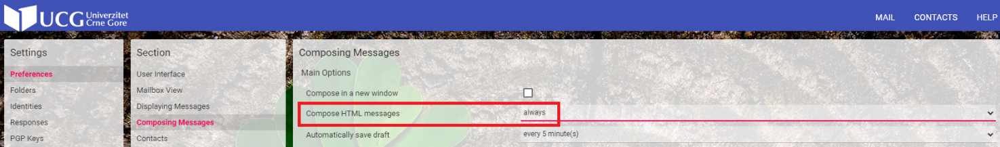 UCG Univerzitet
Crne Gore
MAIL CONTACTS HELP
Settings
Preferences
Folders
Identities
Responses
PGP Keys
Section
User Interface
Mailbox View
Displaying Messages
Composing Messages
Contacts
Composing Messages
Main Options
Compose in a new window
Compose HTML messages always
Automatically save draft every 5 minute(s)